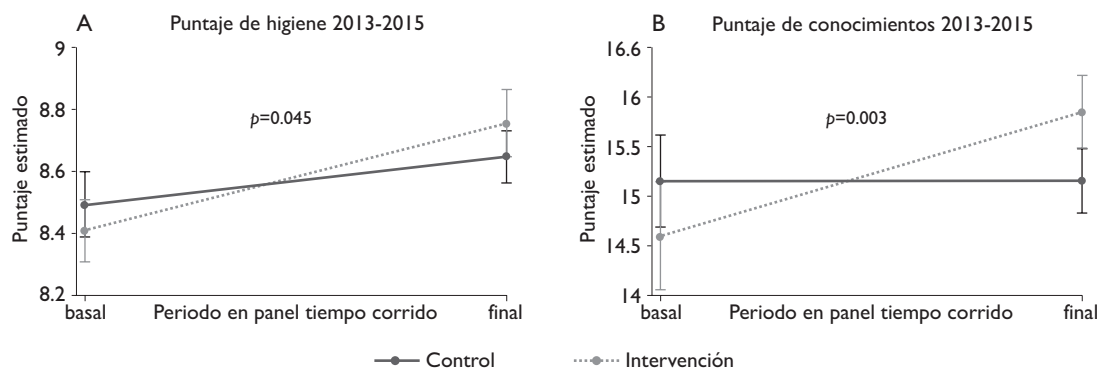 A
Puntaje de higiene 2013-2015
9
8.8
8.6
8.4
8.2
Puntaje estimado
p=0.045
basal
Periodo en panel tiempo corrido
final
B
Puntaje de conocimientos 2013-2015
16.6
16
15.5
15
14.5
14
Puntaje estimado
p=0.003
basal
Periodo en panel tiempo corrido
final
Control
Intervención